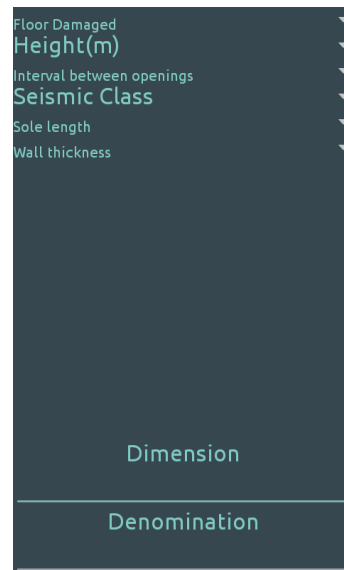 Floor Damaged
Height(m)
Interval between openings
Seismic Class
Sole length
Wall thickness
Dimension
Denomination